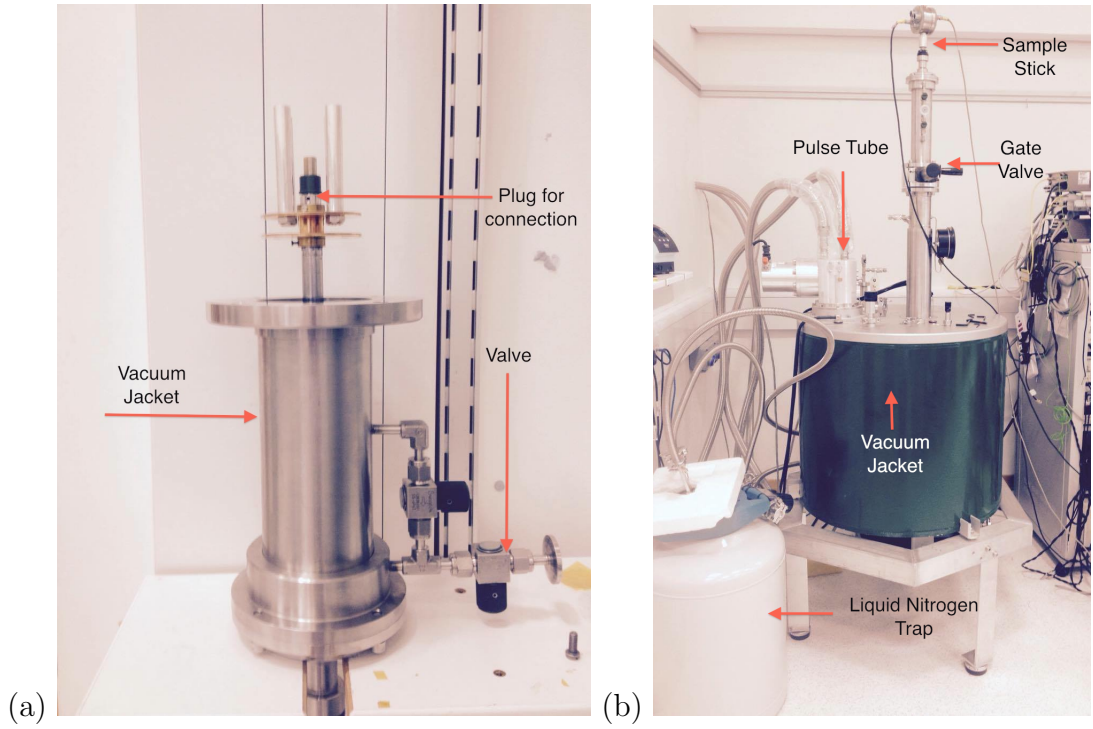 Plug for
connection
Valve
Vacuum
Jacket
(a)
Sample
Stick
Pulse Tube
Gate
Valve
Vacuum
Jacket
Liquid Nitrogen
Trap
(b)